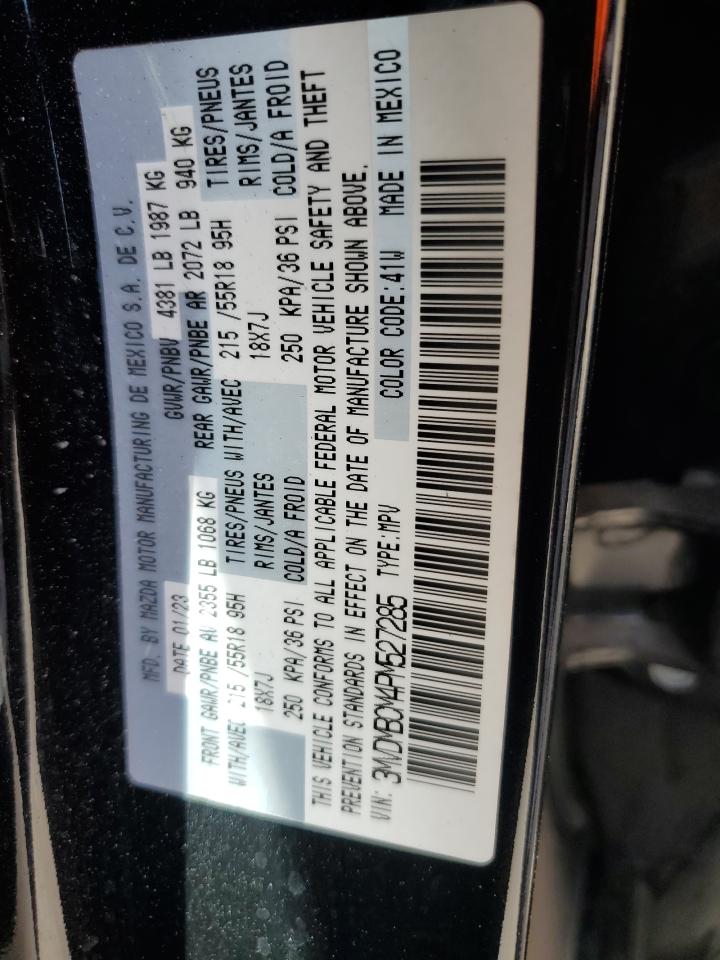 MFD. BY MAZDA MOTOR MANUFACTURING DE MEXICO S.A. DE C.V.
DATE 01/23 GVWR/PNBV 4381 LB 1987 KG
FRONT GAWR/PNBE AV 2355 LB 1068 KG REAR GAWR/PNBE AR 2072 LB 940 KG
WITH/AVEC 215 /55R18 95H TIRES/PNEUS WITH/AVEC 215 /55R18 95H TIRES/PNEUS
18X7J RIMS/JANTES 18X7J RIMS/JANTES
250 KPA/36 PSI COLD/A FROID 250 KPA/36 PSI COLD/A FROID
THIS VEHICLE CONFORMS TO ALL APPLICABLE FEDERAL MOTOR VEHICLE SAFETY AND THEFT
PREVENTION STANDARDS IN EFFECT ON THE DATE OF MANUFACTURE SHOWN ABOVE.
VIN: 3MVDMBCM4PM527285 TYPE:MPV COLOR CODE:41W MADE IN MEXICO